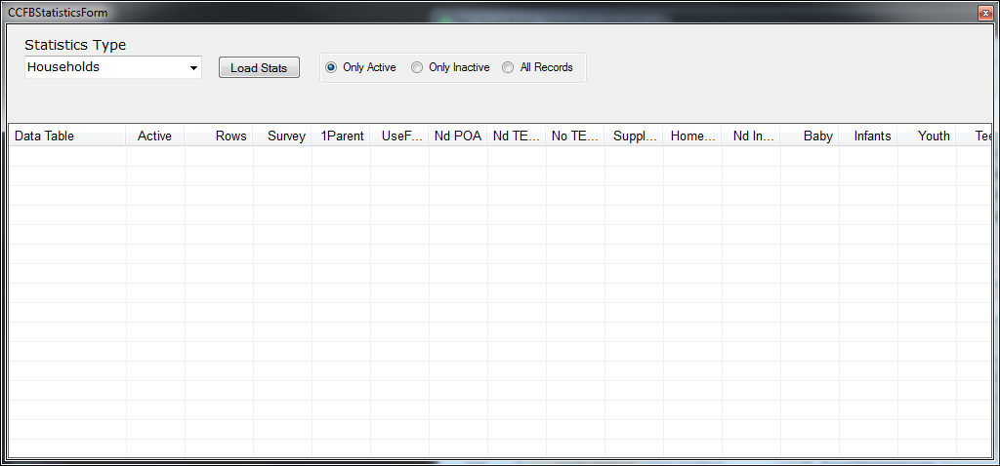 CCFBStatisticsForm
Statistics Type
Households
Load Stats
Only Active
Only Inactive
All Records
Data Table Active Rows Survey 1Parent UseF... Nd POA Nd TE... No TE... Suppl... Home... Nd In... Baby Infants Youth Tee